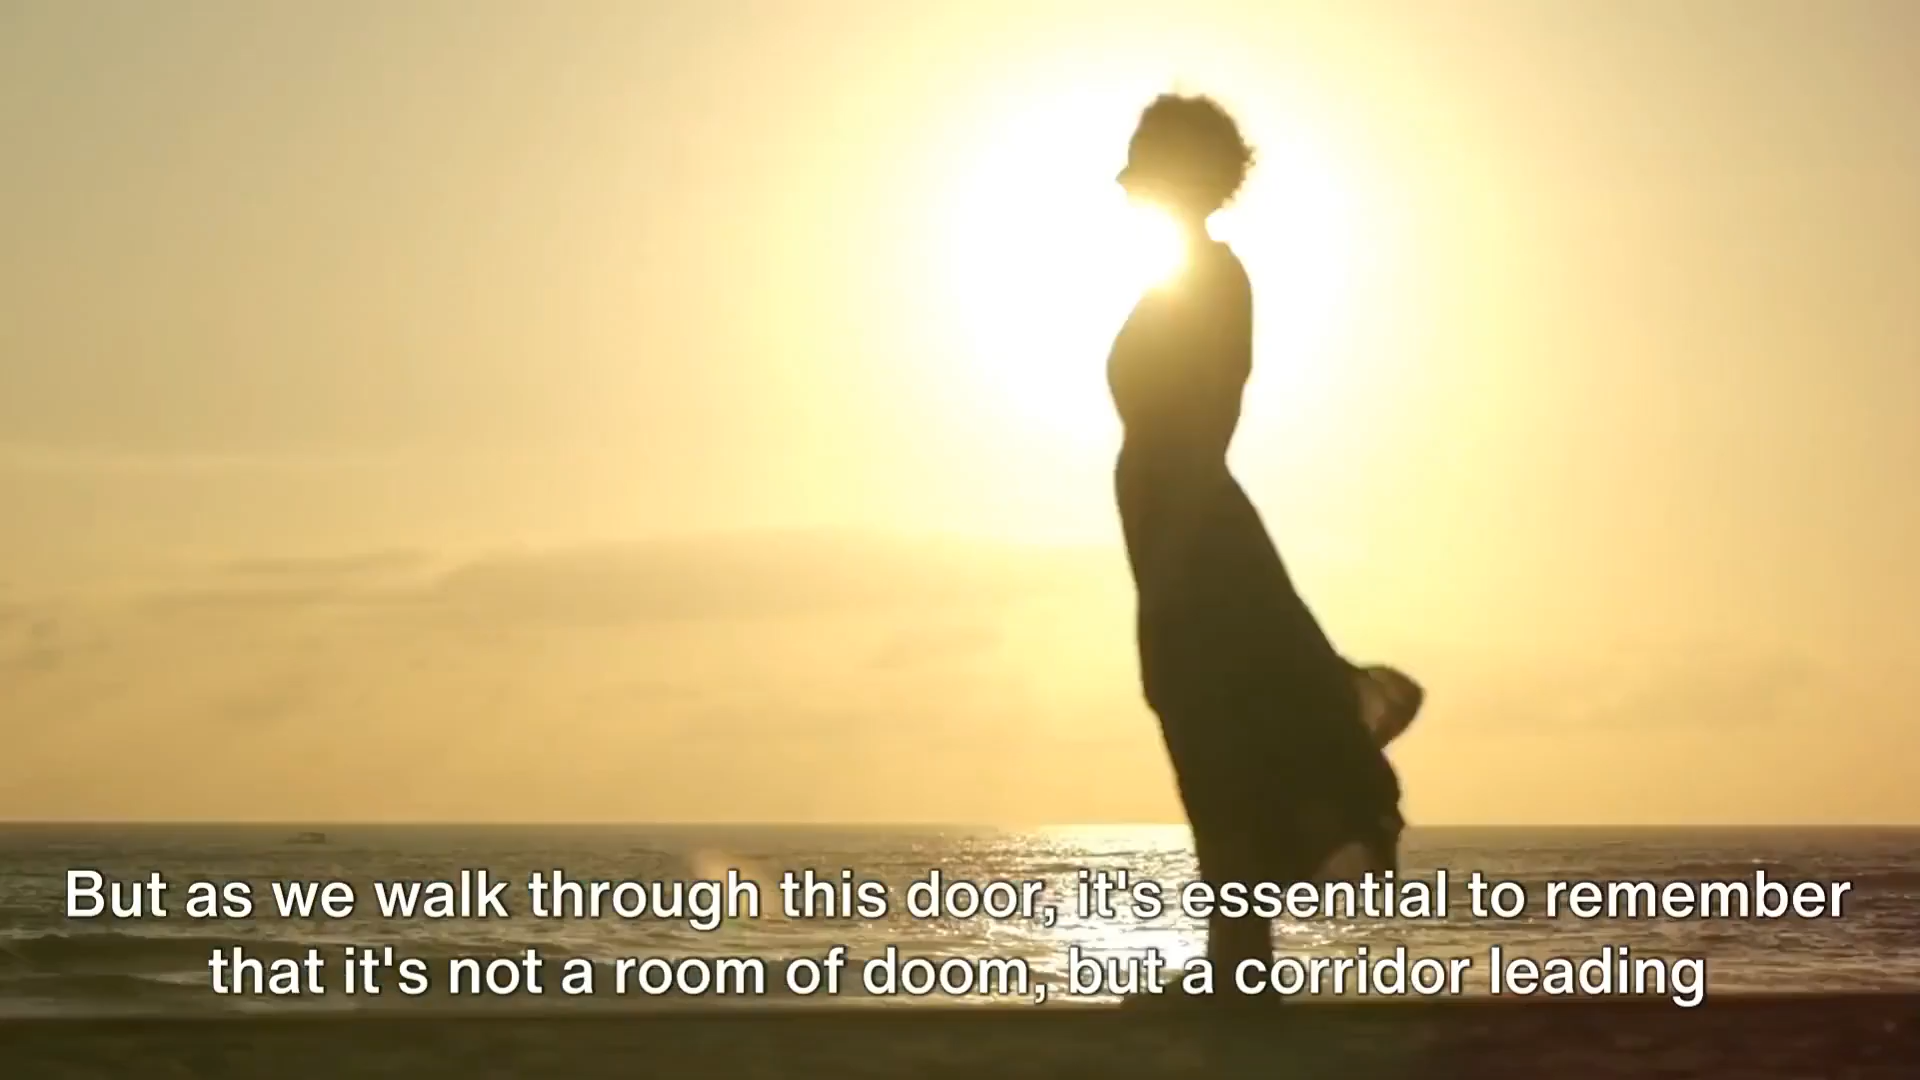 But as we walk through this door, it's essential to remember
that it's not a room of doom, but a corridor leading